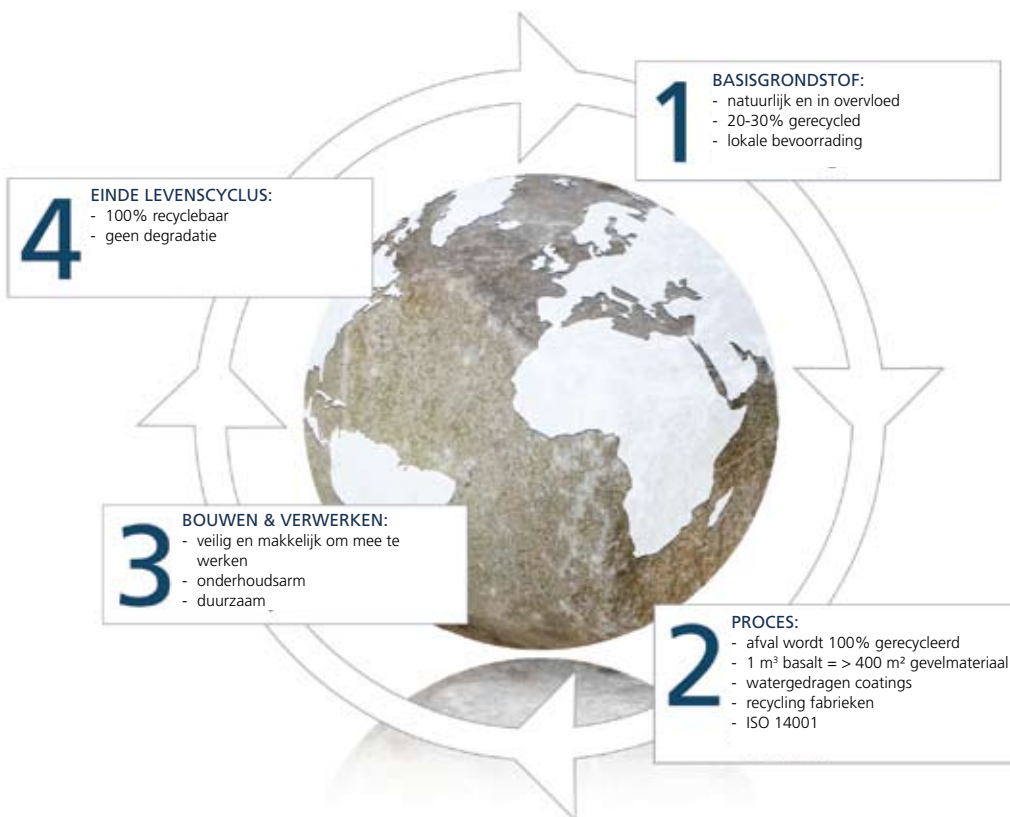 1
BASISGRONDSTOF:
- natuurlijk en in overvloed
- 20-30% gerecycled
- lokale bevoorrading
2
PROCES:
- afval wordt 100% gerecycleerd
- 1 m³ basalt = > 400 m² gevelmateriaal
- watergedragen coatings
- recycling fabrieken
- ISO 14001
3
BOUWEN & VERWERKEN:
- veilig en makkelijk om mee te
werken
- onderhoudsarm
- duurzaam
4
EINDE LEVENSCYCLUS:
- 100% recyclebaar
- geen degradatie